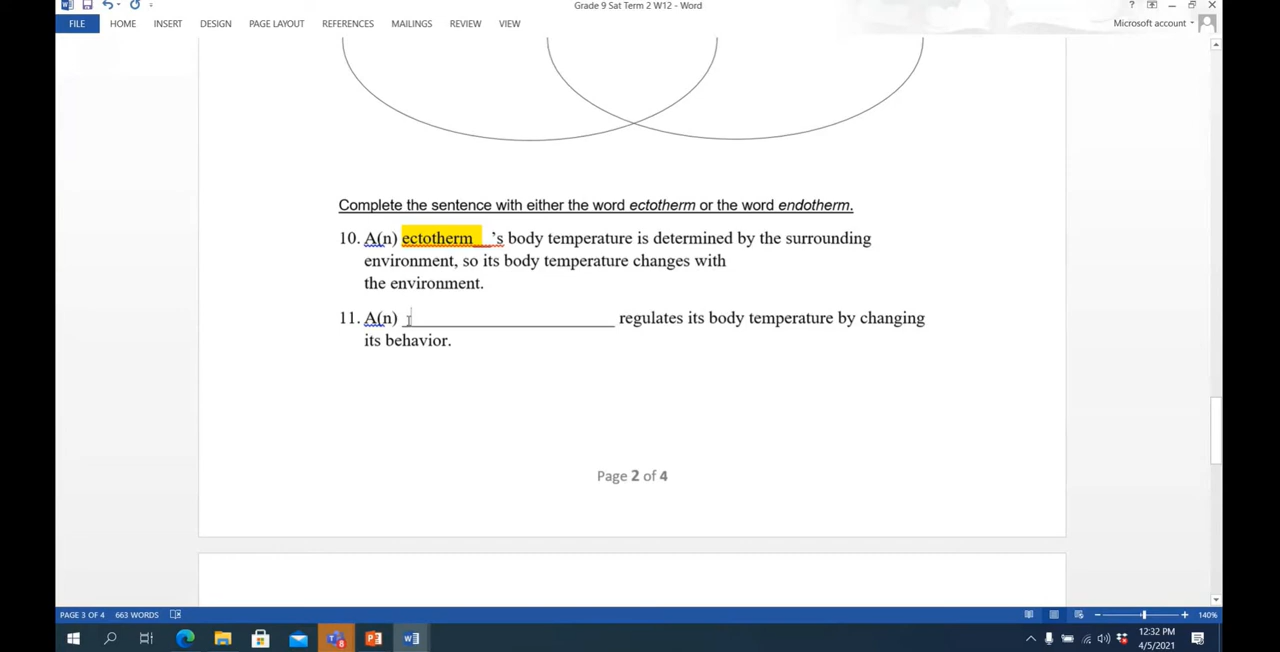 Grade 9 Sat Term 2 W12 - Word
?
FILE HOME INSERT DESIGN PAGE LAYOUT REFERENCES MAILINGS REVIEW VIEW
Microsoft account
Complete the sentence with either the word ectotherm or the word endotherm.
10. A(n) ectotherm __'s body temperature is determined by the surrounding
environment, so its body temperature changes with
the environment.
11. A(n) ______________________ regulates its body temperature by changing
its behavior.
Page 2 of 4
PAGE 3 OF 4 663 WORDS
140%
8
12:32 PM
4/5/2021